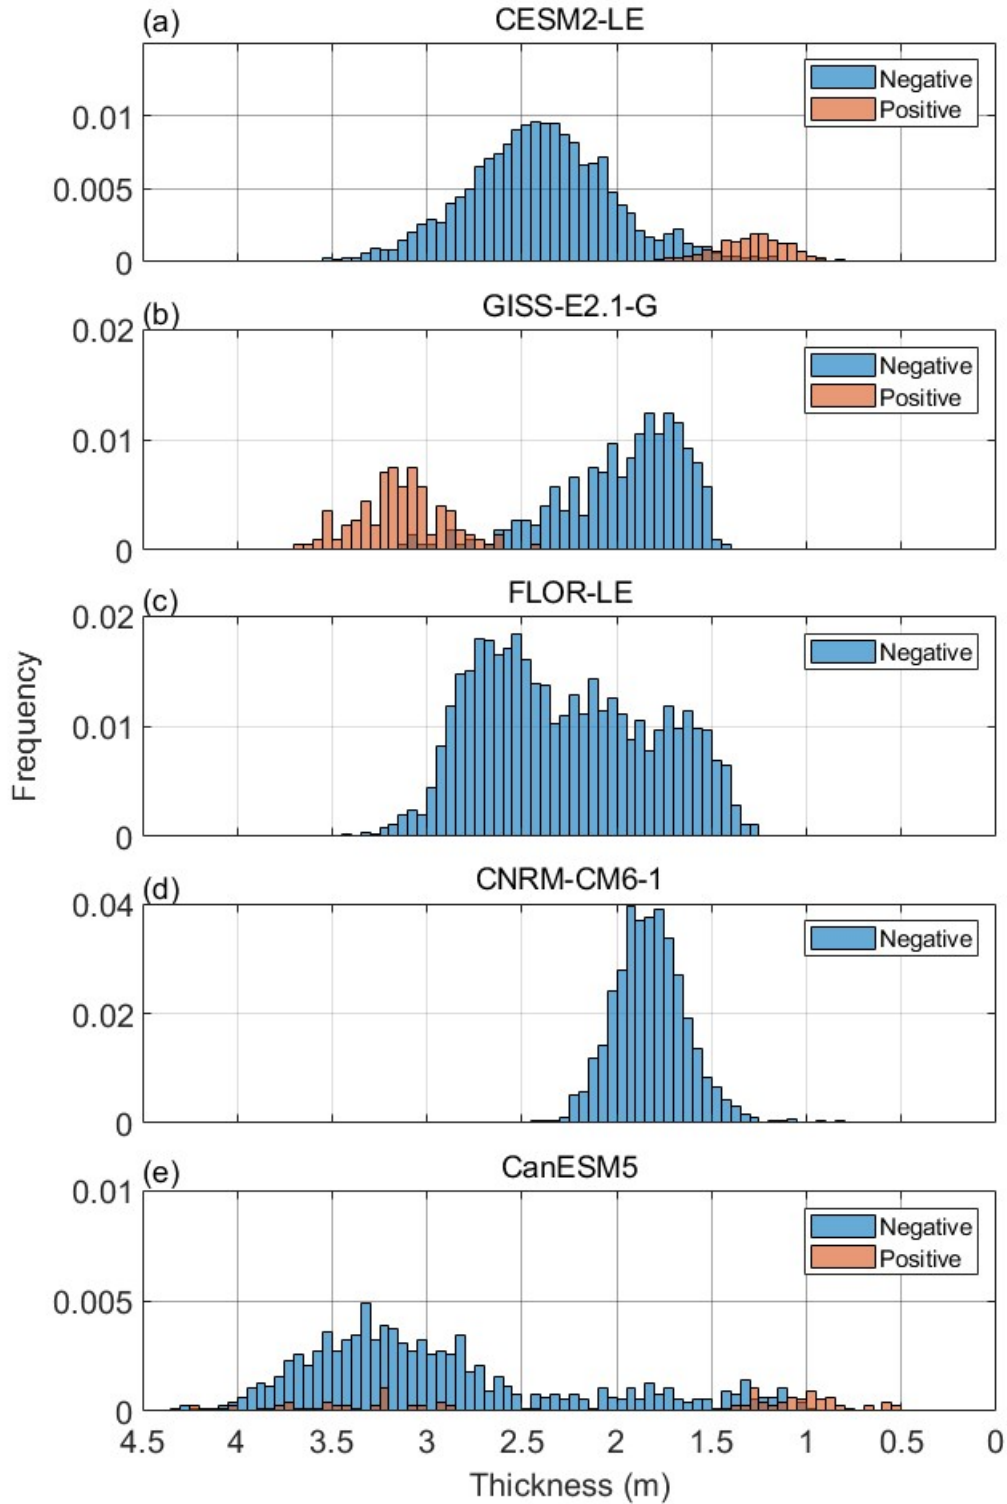 (a)
CESM2-LE
0.01
0.005
0
Negative
Positive
(b)
GISS-E2.1-G
0.02
0.01
0
Negative
Positive
(c)
FLOR-LE
0.02
0.01
0
Negative
Frequency
(d)
CNRM-CM6-1
0.04
0.02
0
Negative
(e)
CanESM5
0.01
0.005
0
Negative
Positive
4.5 4 3.5 3 2.5 2 1.5 1 0.5 0
Thickness (m)